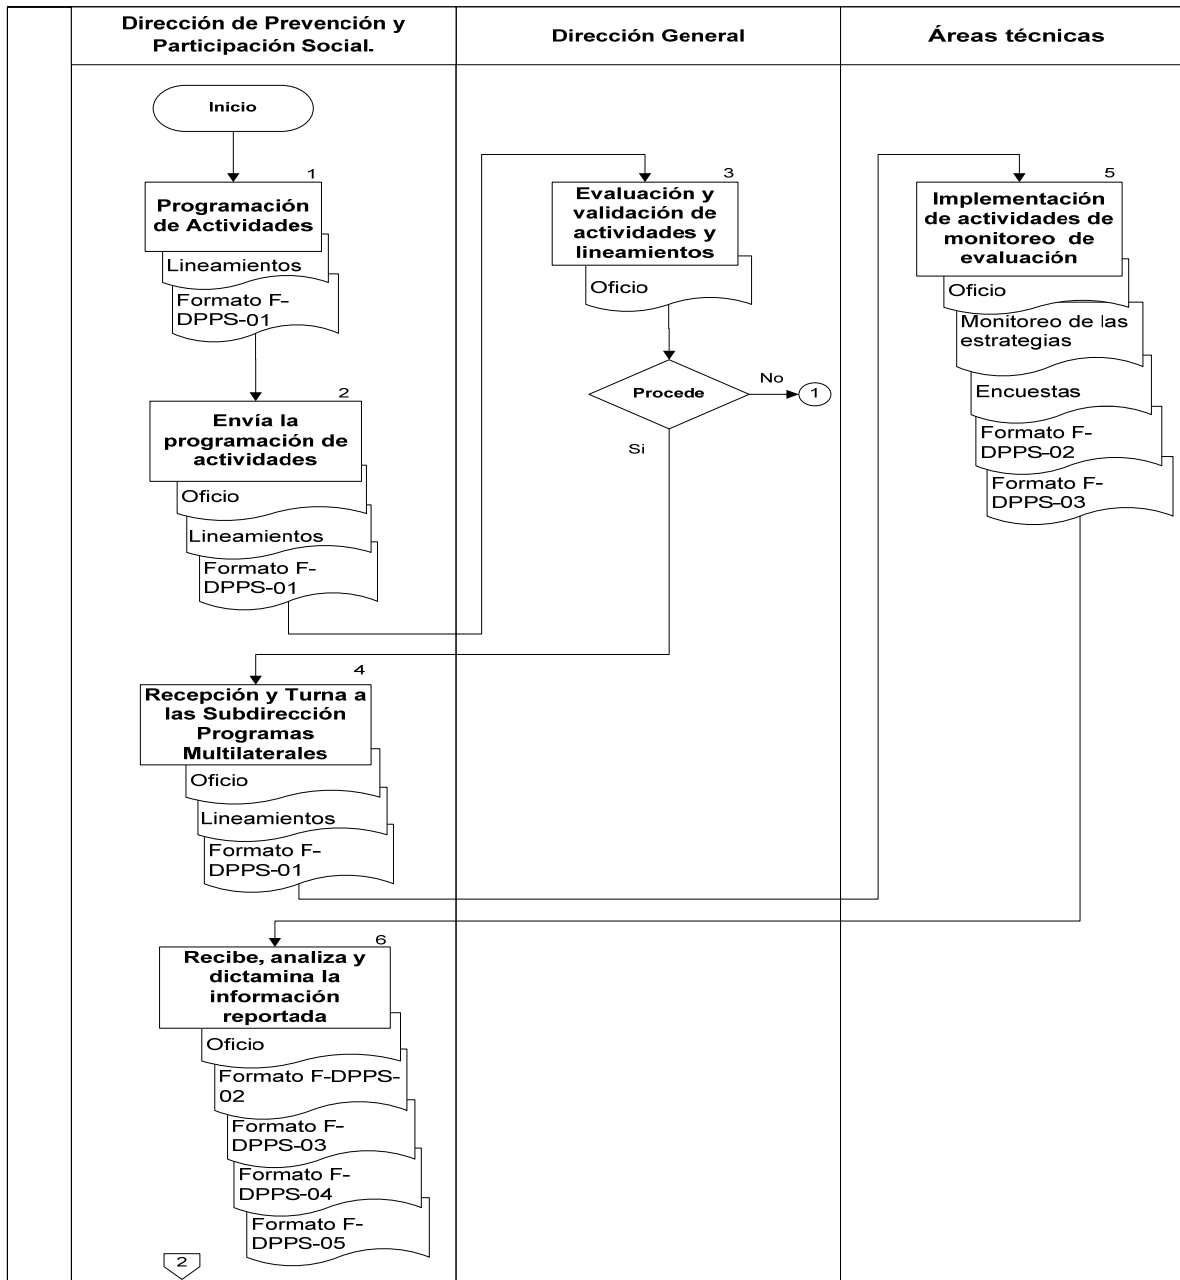 Dirección de Prevención y
Participación Social.
Dirección General
Áreas técnicas
Inicio
1
Programación
de Actividades
Lineamientos
Formato F-
DPPS-01
2
Envía la
programación de
actividades
Oficio
Lineamientos
Formato F-
DPPS-01
3
Evaluación y
validación de
actividades y
lineamientos
Oficio
Procede
No
1
Si
4
Recepción y Turna a
las Subdirección
Programas
Multilaterales
Oficio
Lineamientos
Formato F-
DPPS-01
5
Implementación
de actividades de
monitoreo de
evaluación
Oficio
Monitoreo de las
estrategias
Encuestas
Formato F-
DPPS-02
Formato F-
DPPS-03
6
Recibe, analiza y
dictamina la
información
reportada
Oficio
Formato F-DPPS-
02
Formato F-
DPPS-03
Formato F-
DPPS-04
Formato F-
DPPS-05
2